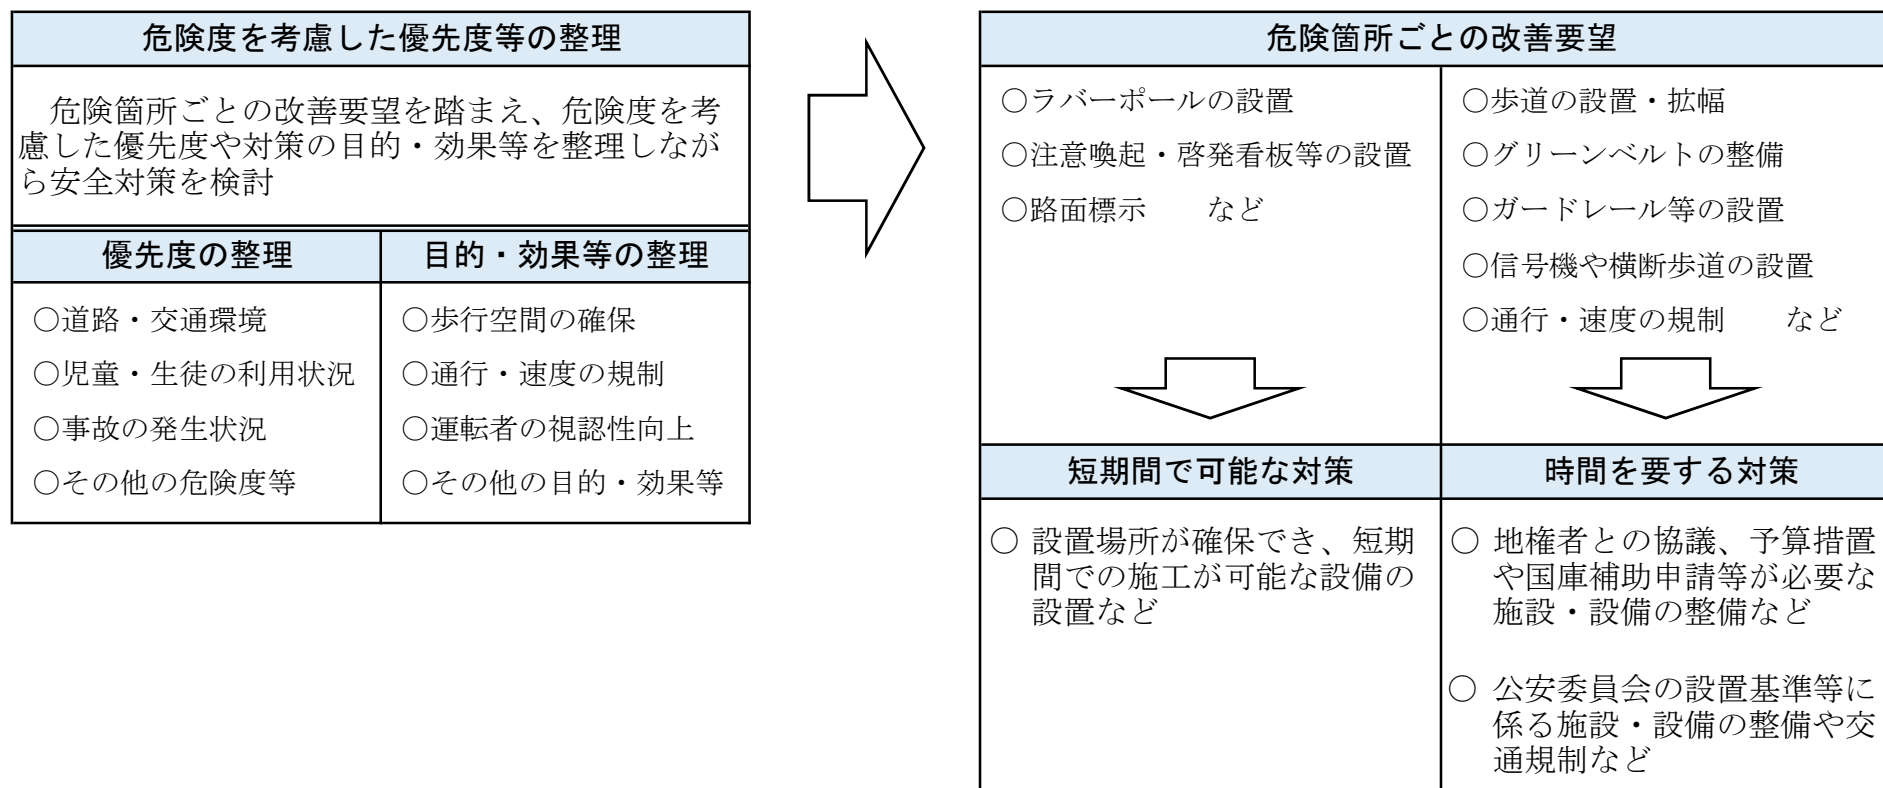 危険度を考慮した優先度等の整理
危険箇所ごとの改善要望を踏まえ、危険度を考
慮した優先度や対策の目的・効果等を整理しなが
ら安全対策を検討
優先度の整理
○道路・交通環境
○児童・生徒の利用状況
○事故の発生状況
○その他の危険度等
目的・効果等の整理
○歩行空間の確保
○通行・速度の規制
○運転者の視認性向上
○その他の目的・効果等
危険箇所ごとの改善要望
○ラバーポールの設置
○注意喚起・啓発看板等の設置
○路面標示　　など
○歩道の設置・拡幅
○グリーンベルトの整備
○ガードレール等の設置
○信号機や横断歩道の設置
○通行・速度の規制　　など
短期間で可能な対策
○ 設置場所が確保でき、短期
間での施工が可能な設備の
設置など
時間を要する対策
○ 地権者との協議、予算措置
や国庫補助申請等が必要な
施設・設備の整備など
○ 公安委員会の設置基準等に
係る施設・設備の整備や交
通規制など